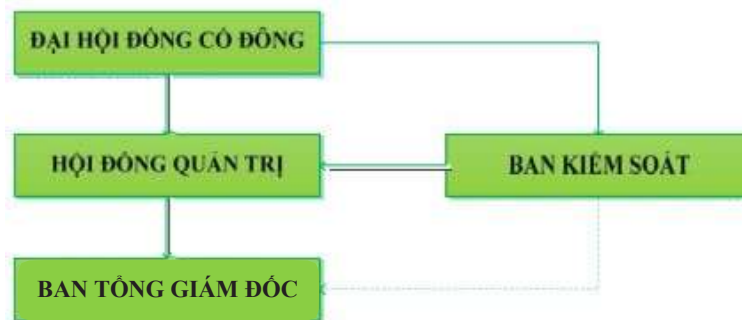 ĐẠI HỘI ĐỒNG CỔ ĐÔNG
HỘI ĐỒNG QUẢN TRỊ
BAN KIỂM SOÁT
BAN TỔNG GIÁM ĐỐC